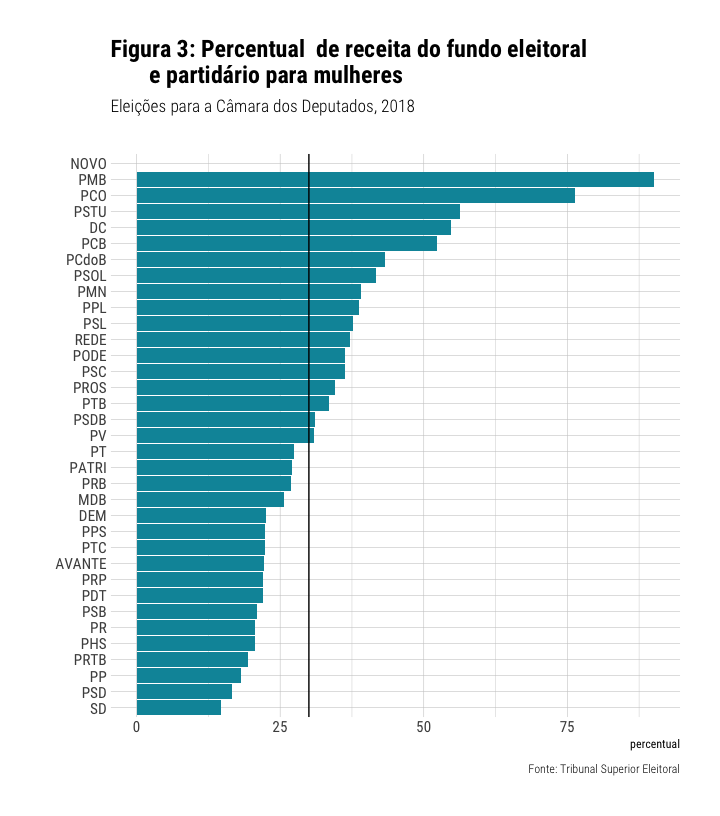 Figura 3: Percentual  de receita do fundo eleitoral
e partidário para mulheres
Eleições para a Câmara dos Deputados, 2018
NOVO
PMB
PCO
PSTU
DC
PCB
PCdoB
PSOL
PMN
PPL
PSL
REDE
PODE
PSC
PROS
PTB
PSDB
PV
PT
PATRI
PRB
MDB
DEM
PPS
PTC
AVANTE
PRP
PDT
PSB
PR
PHS
PRTB
PP
PSD
SD
0 25 50 75
percentual
Fonte: Tribunal Superior Eleitoral